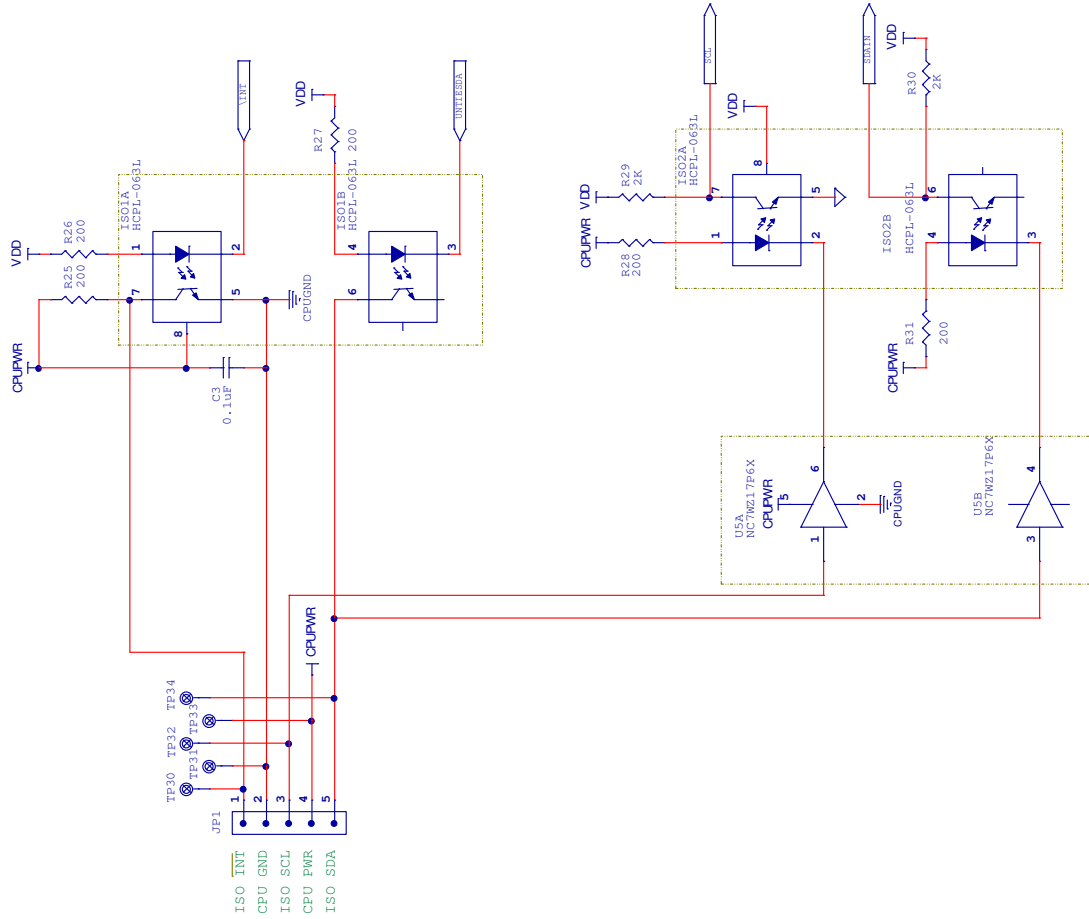 SCL
SDAIN
VDD
R30
2K
\INT
VDD
R27
200
UNTIESDA
VDD
ISO2A
HCPL-063L
R29
2K
VDD
7
8
5
1
2
CPUPWR
R28
200
ISO2B
HCPL-063L
6
4
3
R31
200
CPUPWR
ISO1A
HCPL-063L
R26
200
VDD
R25
200
1
2
7
5
8
CPUGND
CPUPWR
C3
0.1uF
ISO1B
HCPL-063L
4
3
6
U5A
NC7WZ17P6X
CPUPWR
5
6
1
2
CPUGND
U5B
NC7WZ17P6X
4
3
CPUPWR
TP34
TP33
TP32
TP31
TP30
JP1
1
2
3
4
5
ISO INT
CPU GND
ISO SCL
CPU PWR
ISO SDA